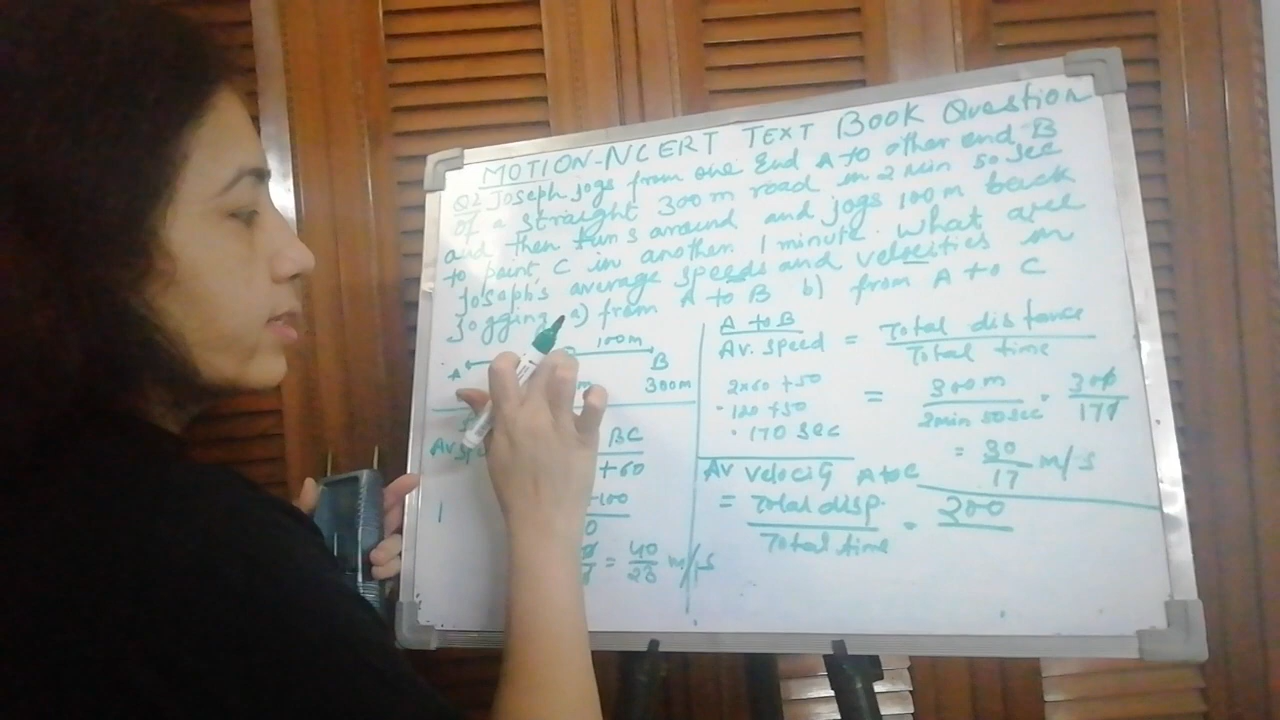 MOTION-NCERT TEXT BOOK Question
Q2 Joseph jogs from one End A to other end B
of a straight 300m road in 2 min 50 sec
and then turns around and jogs 100m back
to point C in another 1 minute. What are
Joseph's average speeds and velocities in
Jogging a) from A to B b) from A to C
100m
A
B
300m
Av spe
BC
+60
+100
= 40/23 m/s
A to B
Av. speed = Total distance / Total time
2x60 +50
= 120 +50
= 170 sec
= 300m / 2min 50sec = 300 / 170
= 30/17 m/s
Av velocity A to C
= Total disp. / Total time = 200